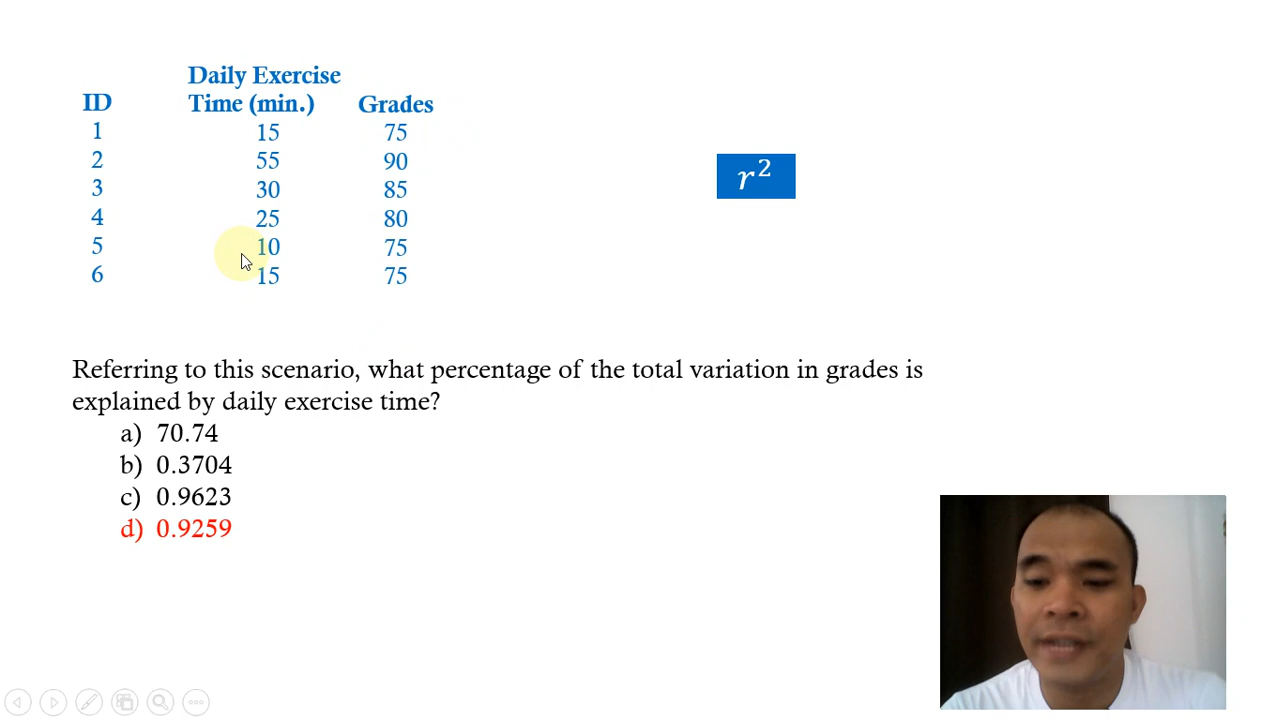 Daily Exercise
ID Time (min.) Grades
1 15 75
2 55 90
3 30 85
4 25 80
5 10 75
6 15 75
r²
Referring to this scenario, what percentage of the total variation in grades is
explained by daily exercise time?
a) 70.74
b) 0.3704
c) 0.9623
d) 0.9259